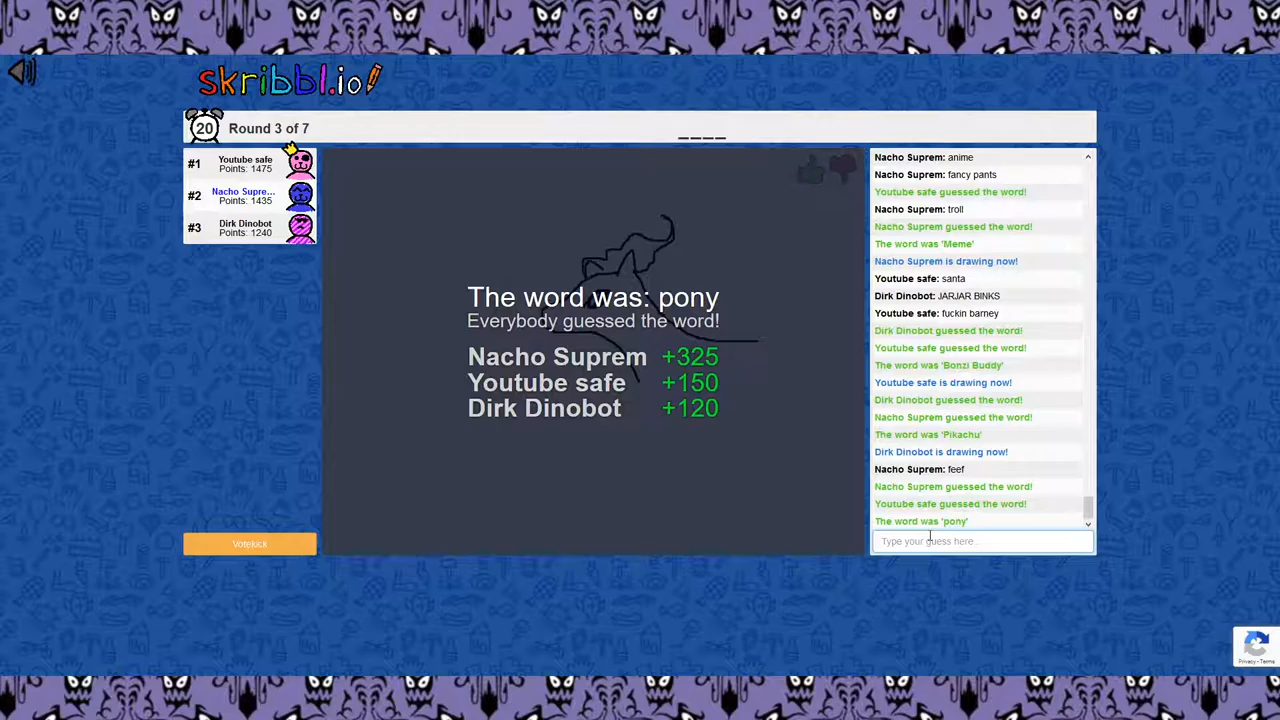 skribbl.io
20
Round 3 of 7
____
#1
Youtube safe
Points: 1475
#2
Nacho Supre...
Points: 1435
#3
Dirk Dinobot
Points: 1240
Votekick
The word was: pony
Everybody guessed the word!
Nacho Suprem +325
Youtube safe +150
Dirk Dinobot +120
Nacho Suprem: anime
Nacho Suprem: fancy pants
Youtube safe guessed the word!
Nacho Suprem: troll
Nacho Suprem guessed the word!
The word was 'Meme'
Nacho Suprem is drawing now!
Youtube safe: santa
Dirk Dinobot: JARJAR BINKS
Youtube safe: fuckin barney
Dirk Dinobot guessed the word!
Youtube safe guessed the word!
The word was 'Bonzi Buddy'
Youtube safe is drawing now!
Dirk Dinobot guessed the word!
Nacho Suprem guessed the word!
The word was 'Pikachu'
Dirk Dinobot is drawing now!
Nacho Suprem: feef
Nacho Suprem guessed the word!
Youtube safe guessed the word!
The word was 'pony'
Type your guess here...
Privacy - Terms